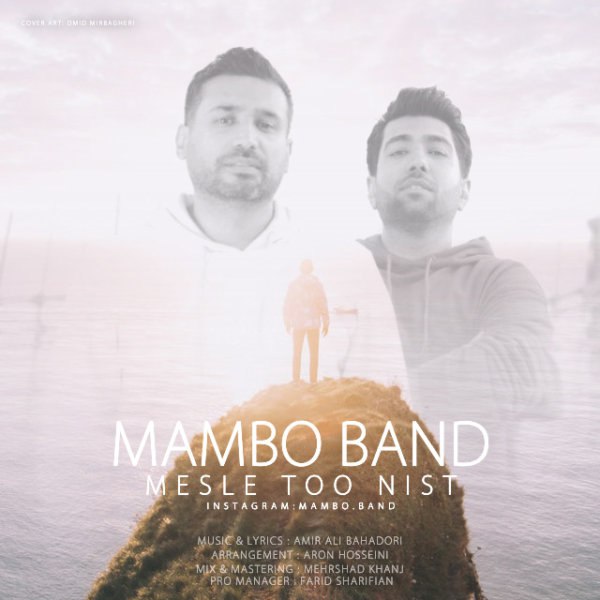 COVER ART: OMID MIRBAGHERI
MAMBO BAND
MESLE TOO NIST
INSTAGRAM:MAMBO.BAND
MUSIC & LYRICS : AMIR ALI BAHADORI
ARRANGEMENT : ARON HOSSEINI
MIX & MASTERING : MEHRSHAD KHANJ
PRO MANAGER : FARID SHARIFIAN